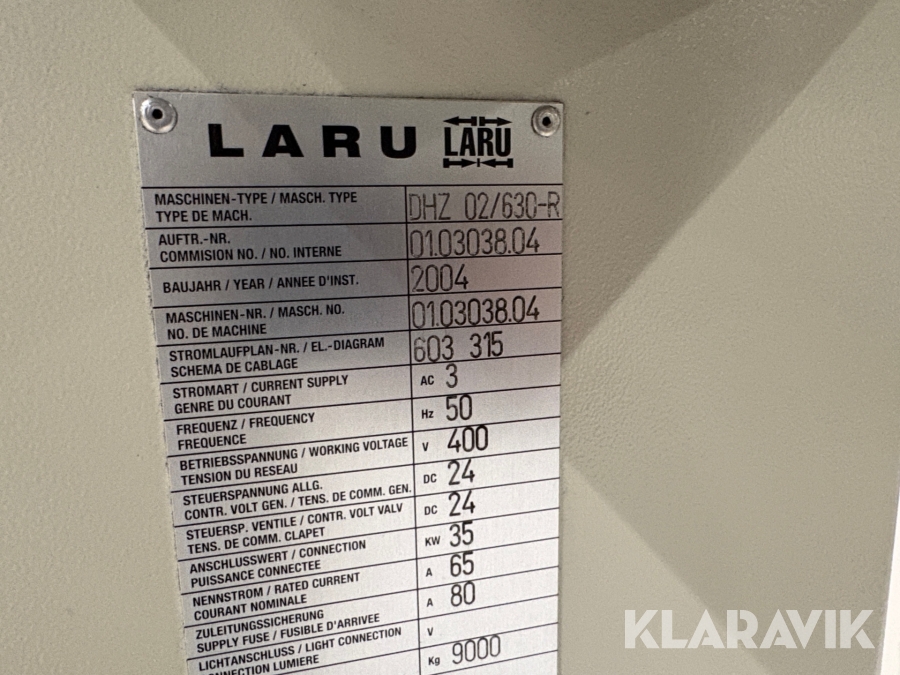 LARU LARU
MASCHINEN-TYPE / MASCH. TYPE
TYPE DE MACH. DHZ 02/630-R
AUFTR.-NR.
COMMISION NO. / NO. INTERNE 01.03038.04
BAUJAHR / YEAR / ANNEE D'INST. 2004
MASCHINEN-NR. / MASCH. NO.
NO. DE MACHINE 01.03038.04
STROMLAUFPLAN-NR. / EL.-DIAGRAM
SCHEMA DE CABLAGE 603 315
STROMART / CURRENT SUPPLY
GENRE DU COURANT AC 3
FREQUENZ / FREQUENCY
FREQUENCE Hz 50
BETRIEBSSPANNUNG / WORKING VOLTAGE
TENSION DU RESEAU V 400
STEUERSPANNUNG ALLG.
CONTR. VOLT GEN. / TENS. DE COMM. GEN. DC 24
STEUERSP. VENTILE / CONTR. VOLT VALV
TENS. DE COMM. CLAPET DC 24
ANSCHLUSSWERT / CONNECTION
PUISSANCE CONNECTEE KW 35
NENNSTROM / RATED CURRENT
COURANT NOMINALE A 65
ZULEITUNGSSICHERUNG
SUPPLY FUSE / FUSIBLE D'ARRIVEE A 80
LICHTANSCHLUSS / LIGHT CONNECTION
CONNECTION LUMIERE V
Kg 9000
KLARAVIK